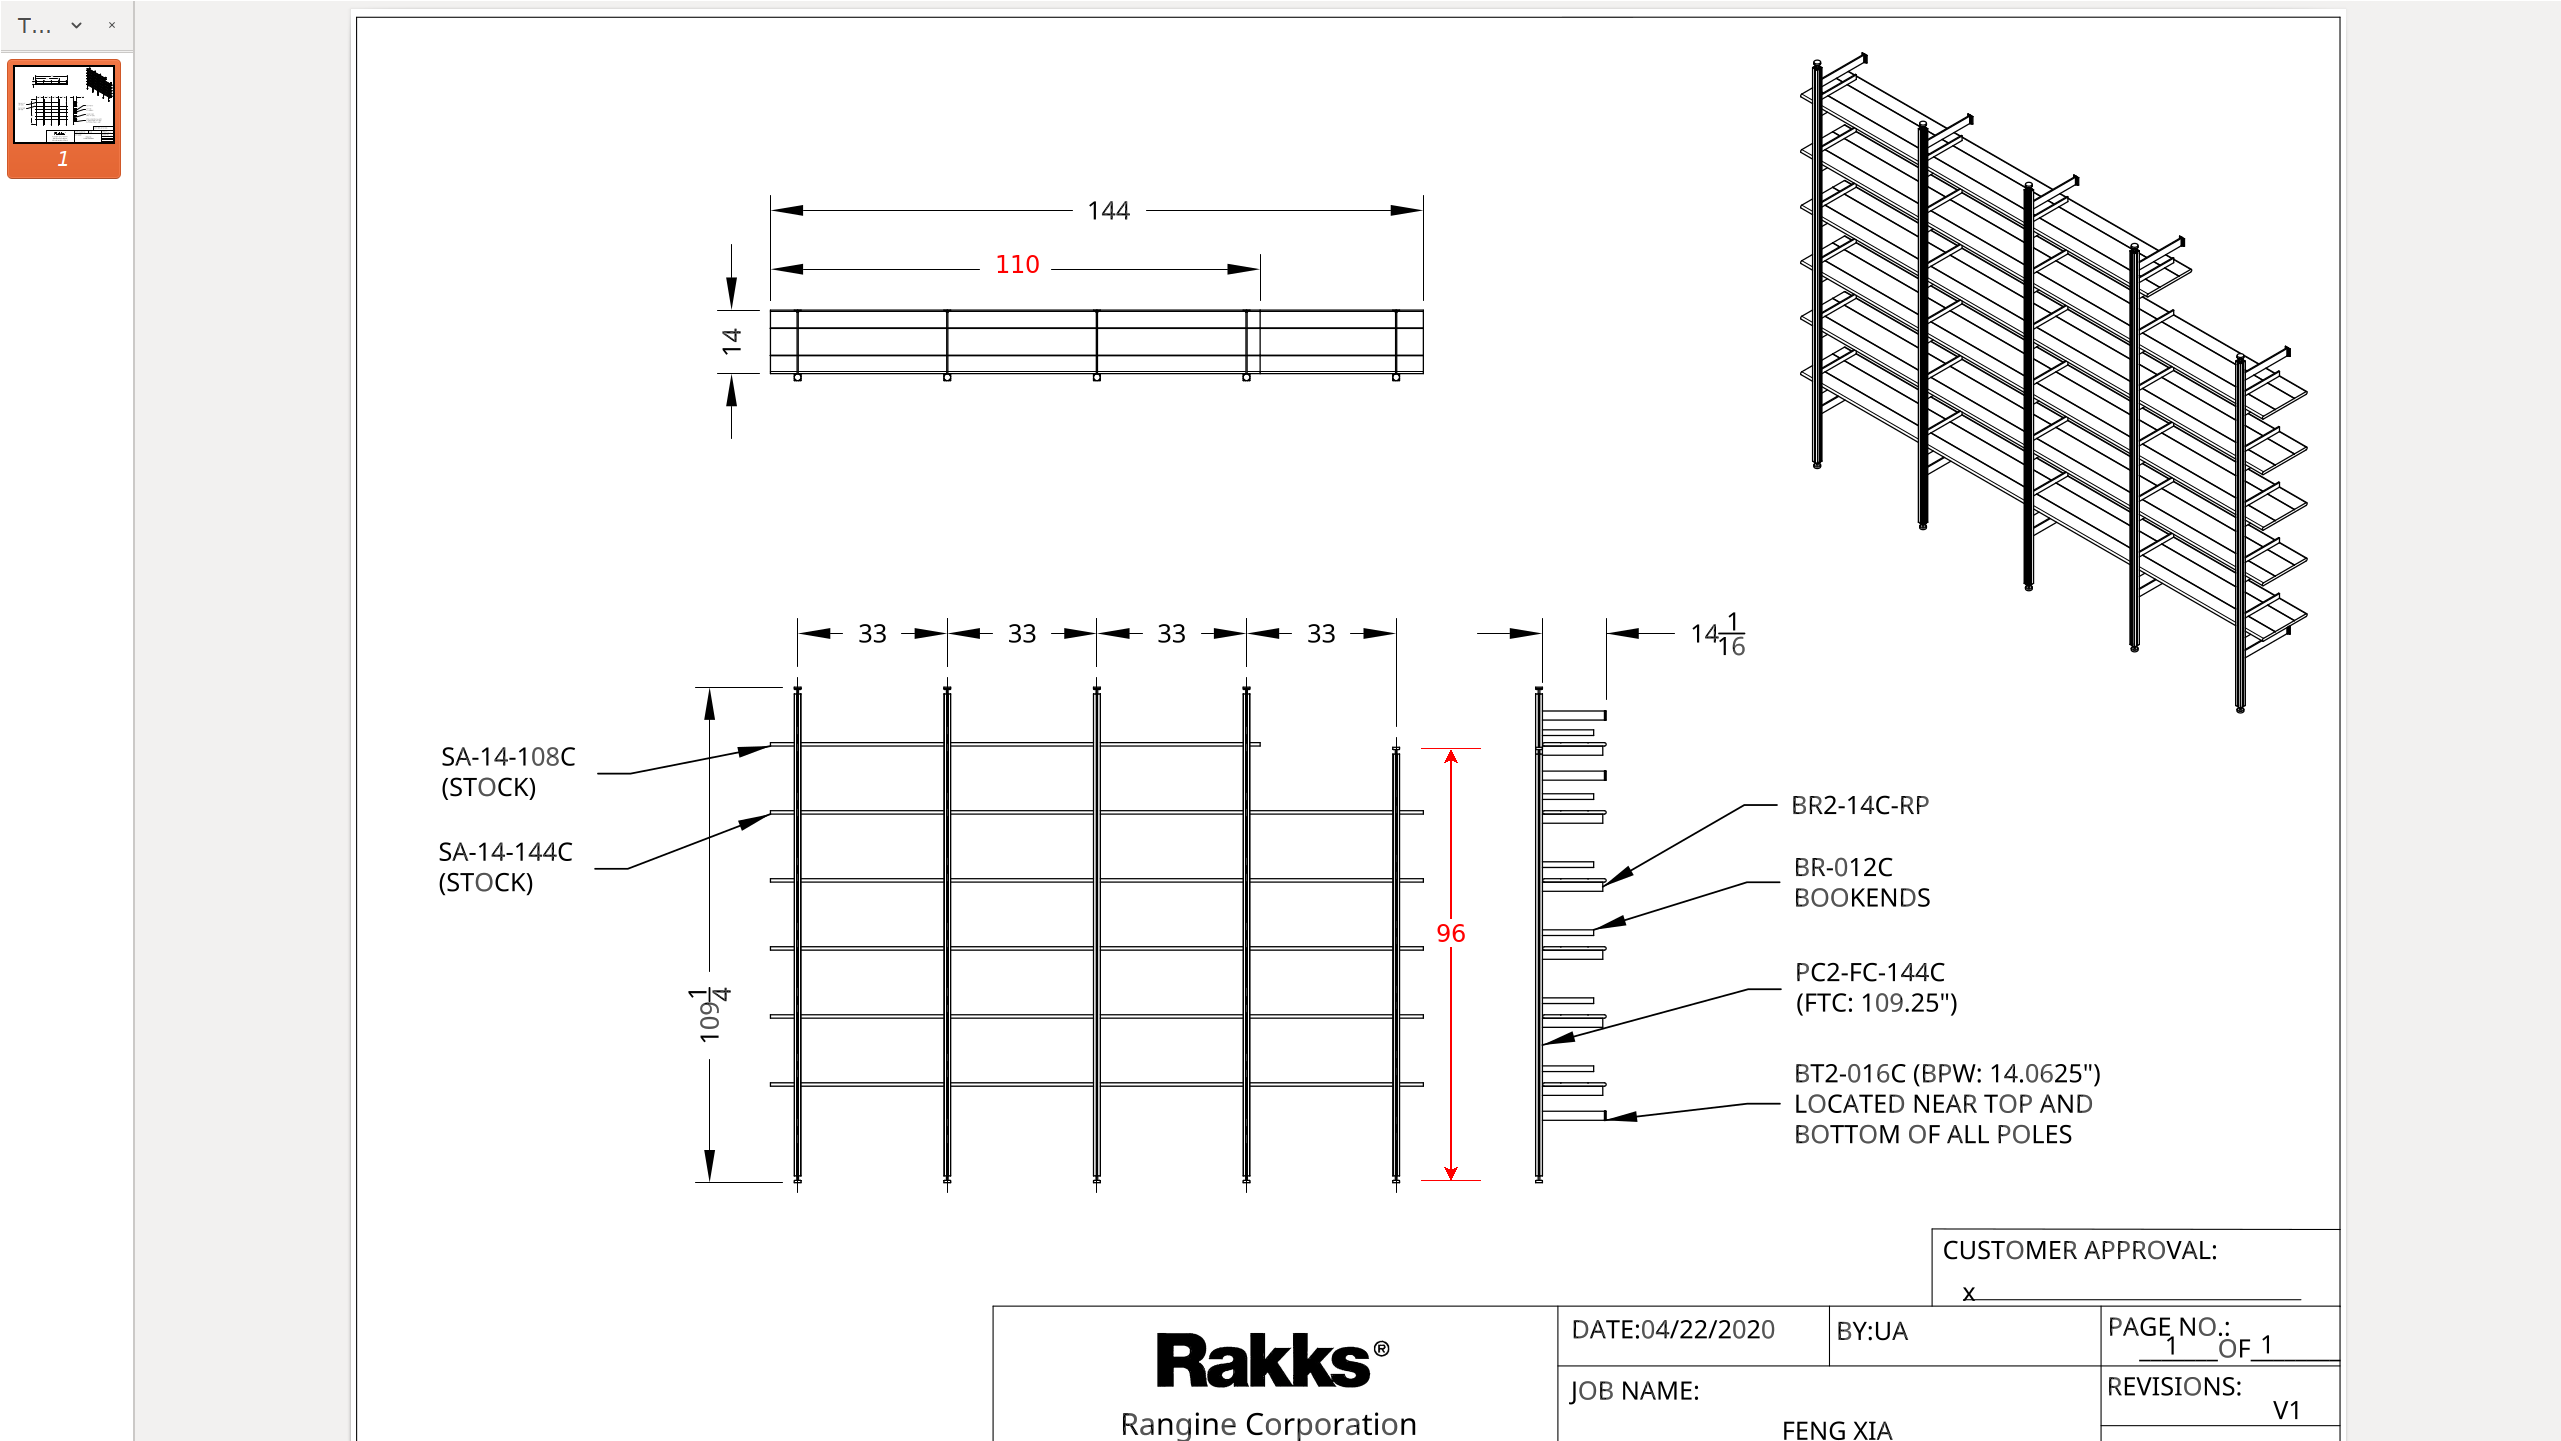 T...
1
144
110
14
33
33
33
33
14 1/16
SA-14-108C
(STOCK)
SA-14-144C
(STOCK)
109 1/4
96
BR2-14C-RP
BR-012C
BOOKENDS
PC2-FC-144C
(FTC: 109.25")
BT2-016C (BPW: 14.0625")
LOCATED NEAR TOP AND
BOTTOM OF ALL POLES
CUSTOMER APPROVAL:
x
Rakks®
Rangine Corporation
DATE:04/22/2020
BY:UA
PAGE NO.:
1 OF 1
JOB NAME:
FENG XIA
REVISIONS:
V1